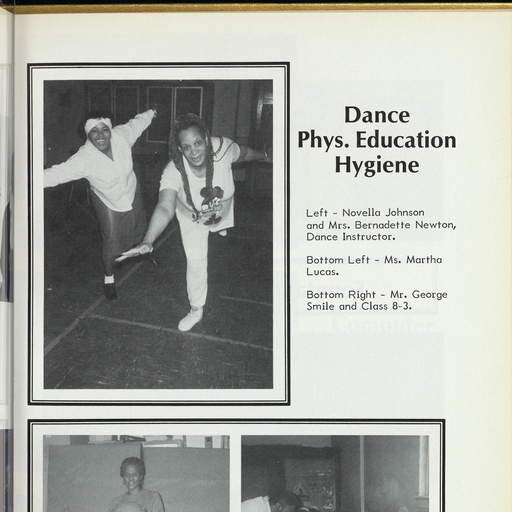 Dance
Phys. Education
Hygiene
Left - Novella Johnson
and Mrs. Bernadette Newton,
Dance Instructor.
Bottom Left - Ms. Martha
Lucas.
Bottom Right - Mr. George
Smile and Class 8-3.